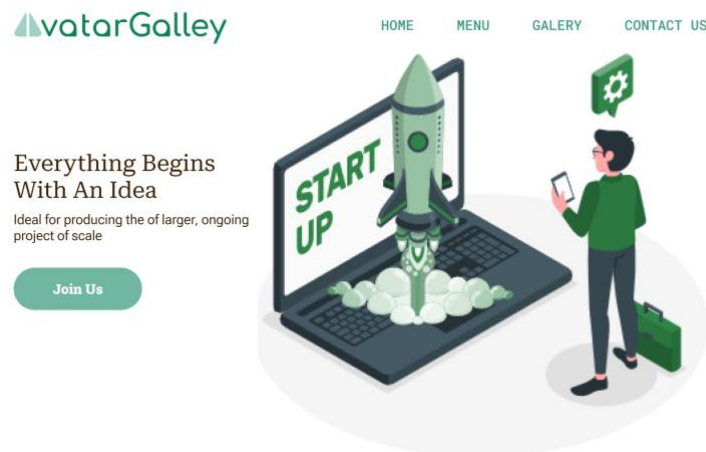 AvatarGalley
HOME MENU GALERY CONTACT US
Everything Begins
With An Idea
Ideal for producing the of larger, ongoing
project of scale
Join Us
START
UP